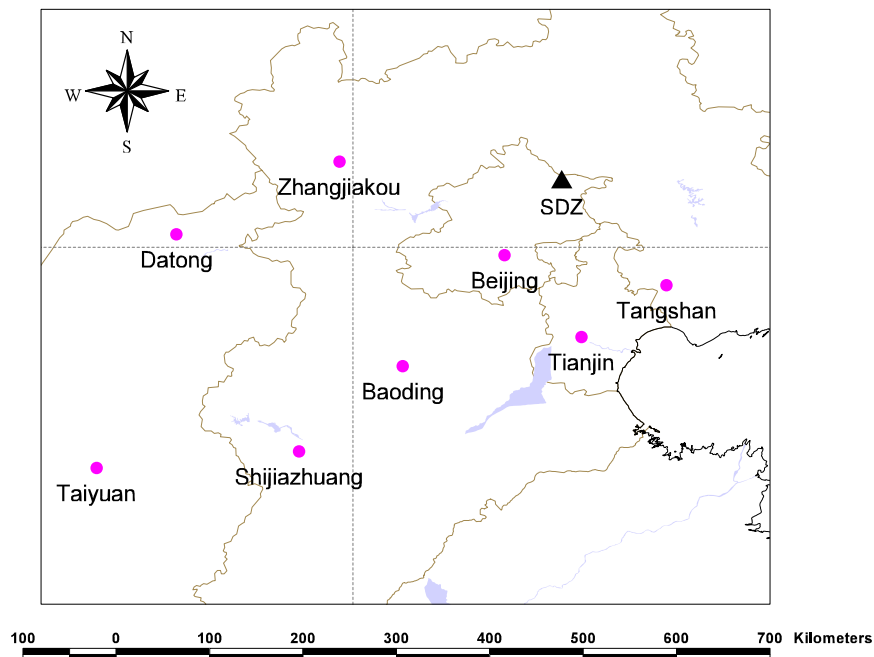 N
W E
S
Zhangjiakou
SDZ
Datong
Beijing
Tangshan
Tianjin
Baoding
Shijiazhuang
Taiyuan
100 0 100 200 300 400 500 600 700 Kilometers